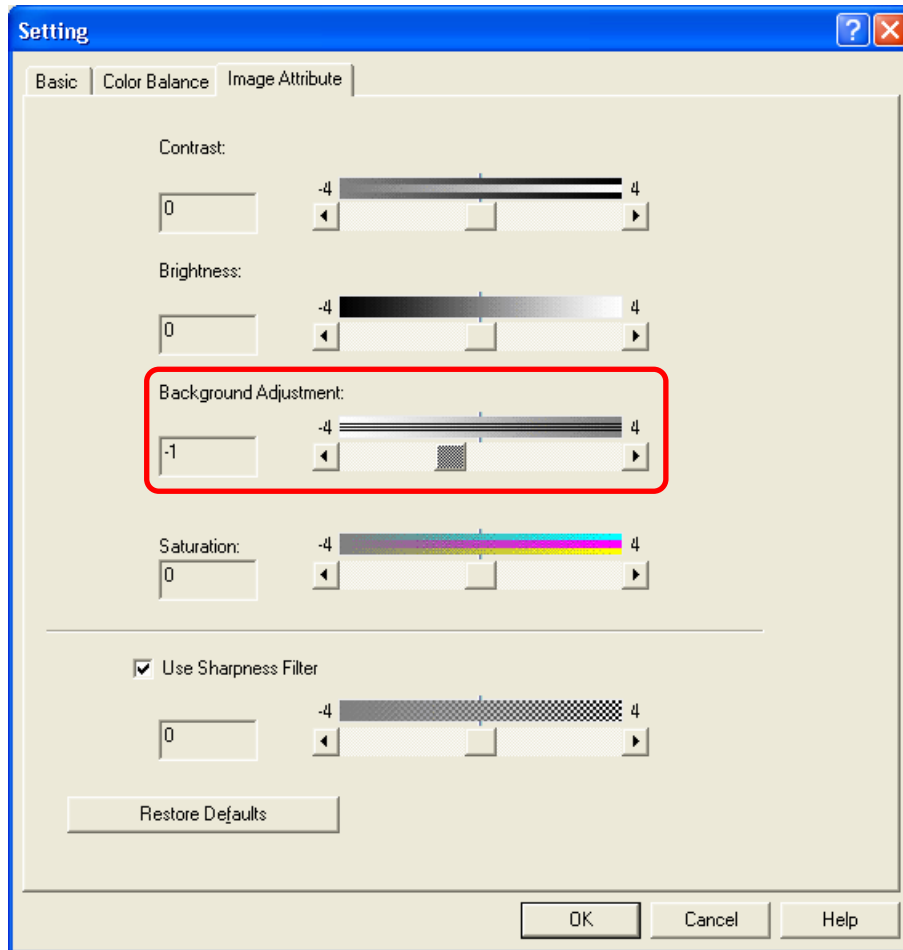 Setting
Basic Color Balance Image Attribute
Contrast:
-4 4
0
Brightness:
-4 4
0
Background Adjustment:
-4 4
-1
Saturation:
-4 4
0
Use Sharpness Filter
-4 4
0
Restore Defaults
OK Cancel Help